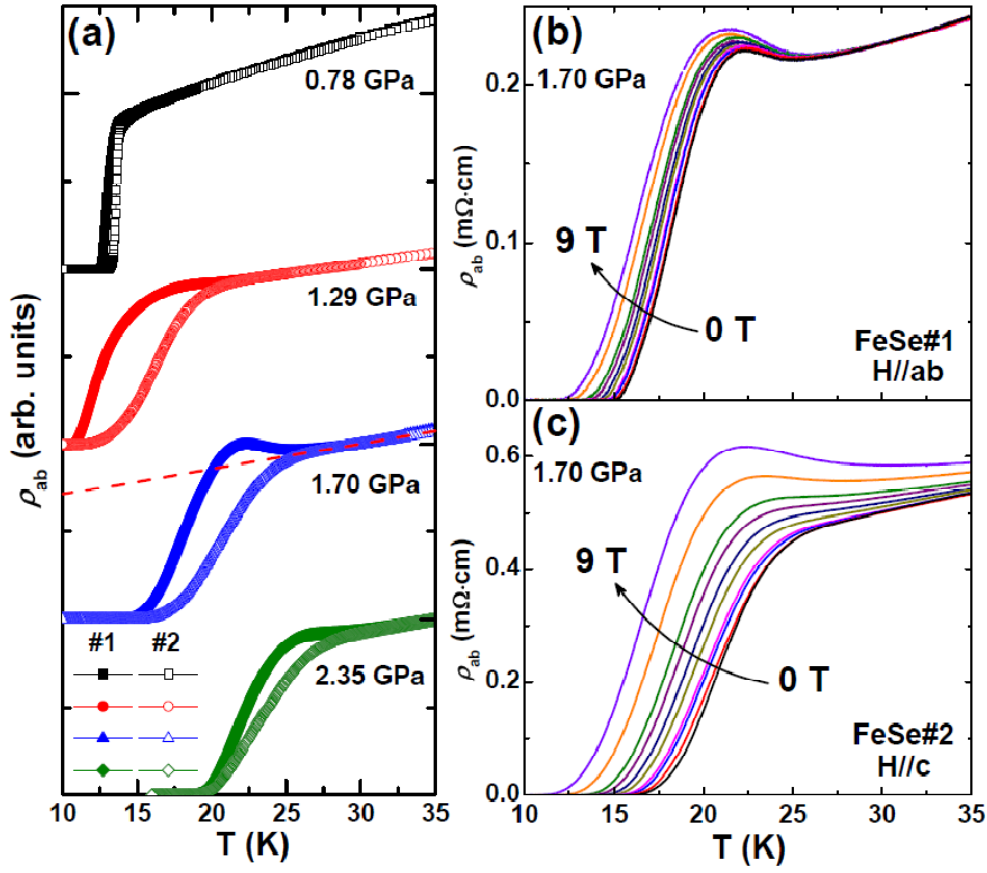 (a)
0.78 GPa
1.29 GPa
1.70 GPa
#1 #2
2.35 GPa
ρab (arb. units)
10 15 20 25 30 35
T (K)
(b)
1.70 GPa
0.2
0.1
0.0
9 T
0 T
FeSe#1
H//ab
ρab (mΩ·cm)
(c)
1.70 GPa
0.6
0.4
0.2
0.0
9 T
0 T
FeSe#2
H//c
ρab (mΩ·cm)
10 15 20 25 30 35
T (K)